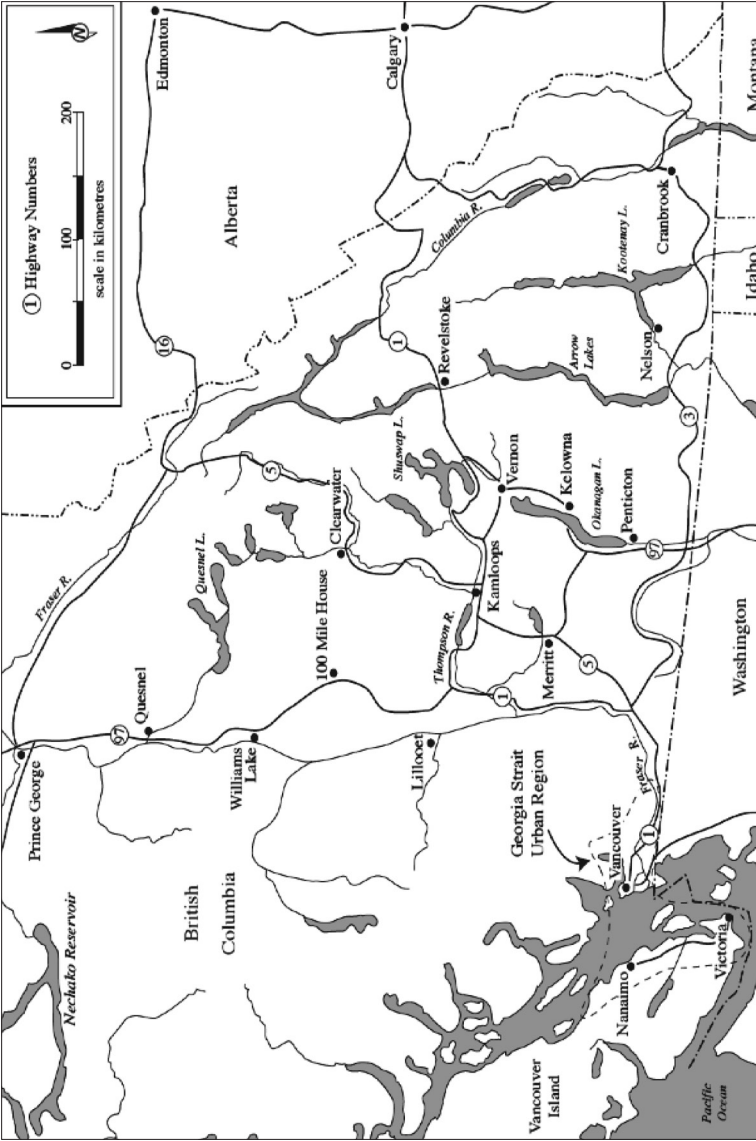 Nechako Reservoir
Prince George
Fraser R.
① Highway Numbers
0 100 200
scale in kilometres
N
97
Quesnel
16
Edmonton
British
Columbia
Quesnel L.
Alberta
Williams
Lake
5
100 Mile House
Clearwater
Shuswap L.
1
Calgary
Lillooet
Thompson R.
Revelstoke
Columbia R.
Kamloops
1
Vernon
Georgia Strait
Urban Region
Merritt
Kelowna
Arrow
Lakes
Vancouver
Island
5
Okanagan L.
Kootenay L.
Nanaimo
Vancouver
Fraser R.
Penticton
Nelson
Cranbrook
1
97
3
Pacific
Ocean
Victoria
Washington
Idaho
Montana